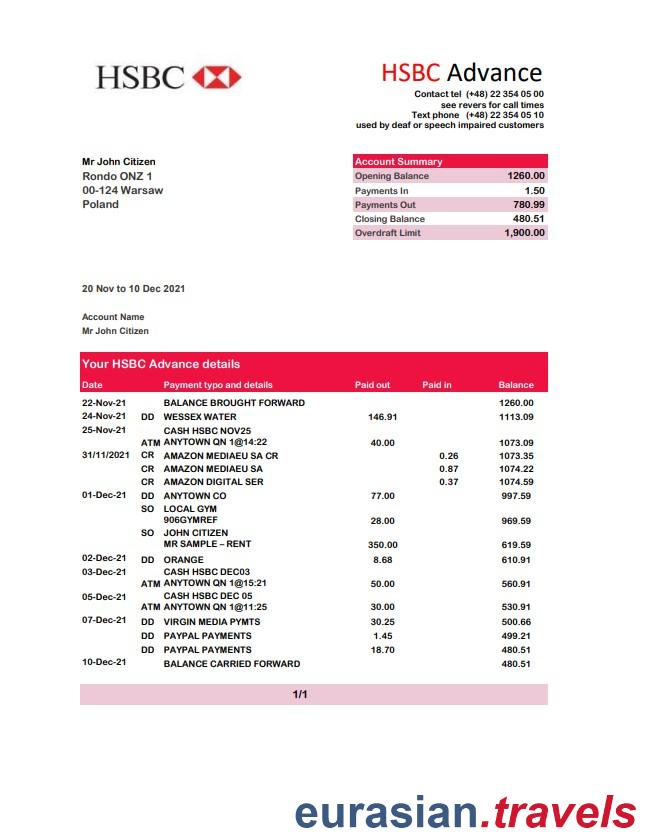 HSBC
HSBC Advance
Contact tel (+48) 22 354 05 00
see revers for call times
Text phone (+48) 22 354 05 10
used by deaf or speech impaired customers
Mr John Citizen
Rondo ONZ 1
00-124 Warsaw
Poland
Account Summary
Opening Balance 1260.00
Payments In 1.50
Payments Out 780.99
Closing Balance 480.51
Overdraft Limit 1,900.00
20 Nov to 10 Dec 2021
Account Name
Mr John Citizen
Your HSBC Advance details
Date Payment typo and details Paid out Paid in Balance
22-Nov-21 BALANCE BROUGHT FORWARD 1260.00
24-Nov-21 DD WESSEX WATER 146.91 1113.09
25-Nov-21 CASH HSBC NOV25
ATM ANYTOWN QN 1@14:22 40.00 1073.09
31/11/2021 CR AMAZON MEDIAEU SA CR 0.26 1073.35
CR AMAZON MEDIAEU SA 0.87 1074.22
CR AMAZON DIGITAL SER 0.37 1074.59
01-Dec-21 DD ANYTOWN CO 77.00 997.59
SO LOCAL GYM
906GYMREF 28.00 969.59
SO JOHN CITIZEN
MR SAMPLE – RENT 350.00 619.59
02-Dec-21 DD ORANGE 8.68 610.91
03-Dec-21 CASH HSBC DEC03
ATM ANYTOWN QN 1@15:21 50.00 560.91
05-Dec-21 CASH HSBC DEC 05
ATM ANYTOWN QN 1@11:25 30.00 530.91
07-Dec-21 DD VIRGIN MEDIA PYMTS 30.25 500.66
DD PAYPAL PAYMENTS 1.45 499.21
DD PAYPAL PAYMENTS 18.70 480.51
10-Dec-21 BALANCE CARRIED FORWARD 480.51
1/1
eurasian.travels